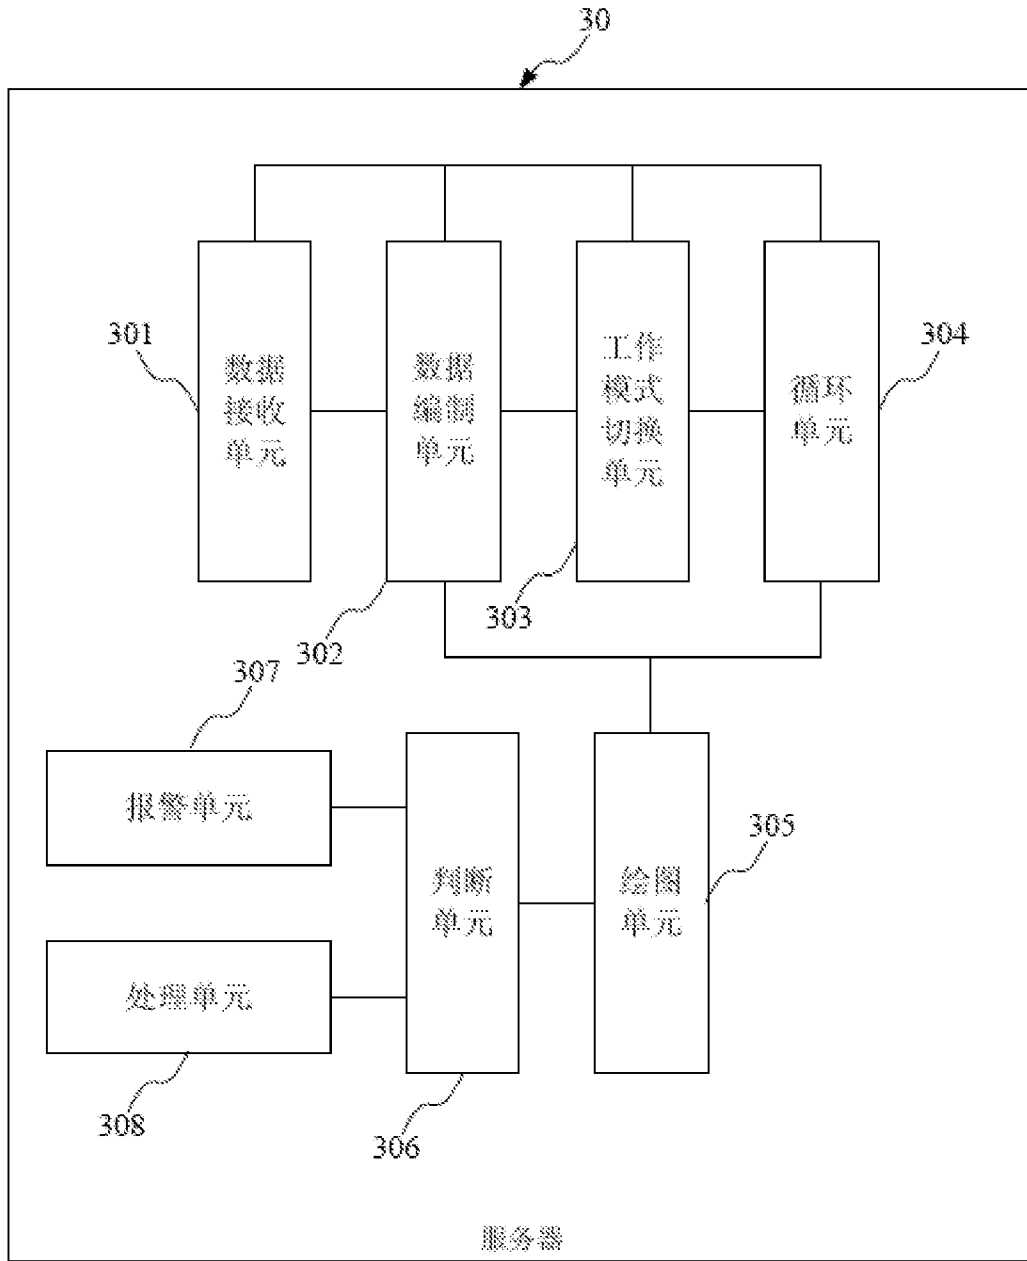 30
301
数据
接收
单元
数据
编制
单元
工作
模式
切换
单元
循环
单元
304
302
303
307
报警单元
处理单元
308
判断
单元
306
绘图
单元
305
服务器